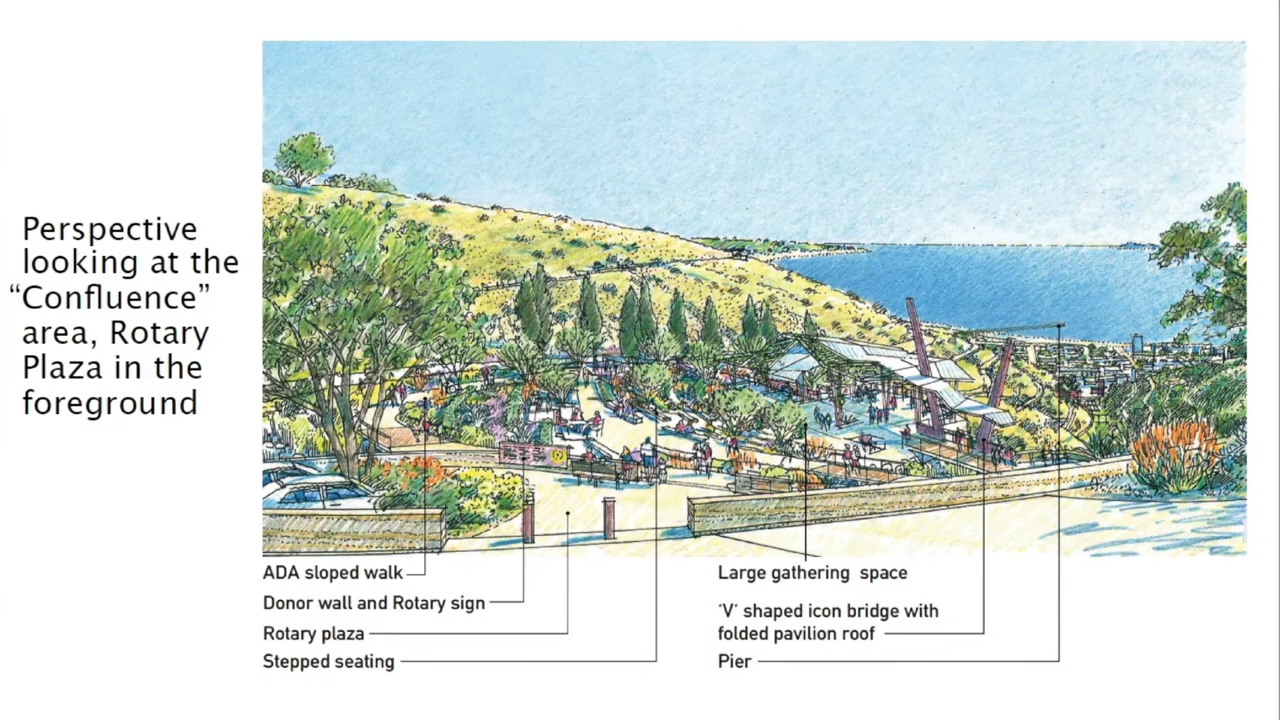 Perspective
looking at the
“Confluence”
area, Rotary
Plaza in the
foreground
ADA sloped walk
Donor wall and Rotary sign
Rotary plaza
Stepped seating
Large gathering space
‘V’ shaped icon bridge with
folded pavilion roof
Pier